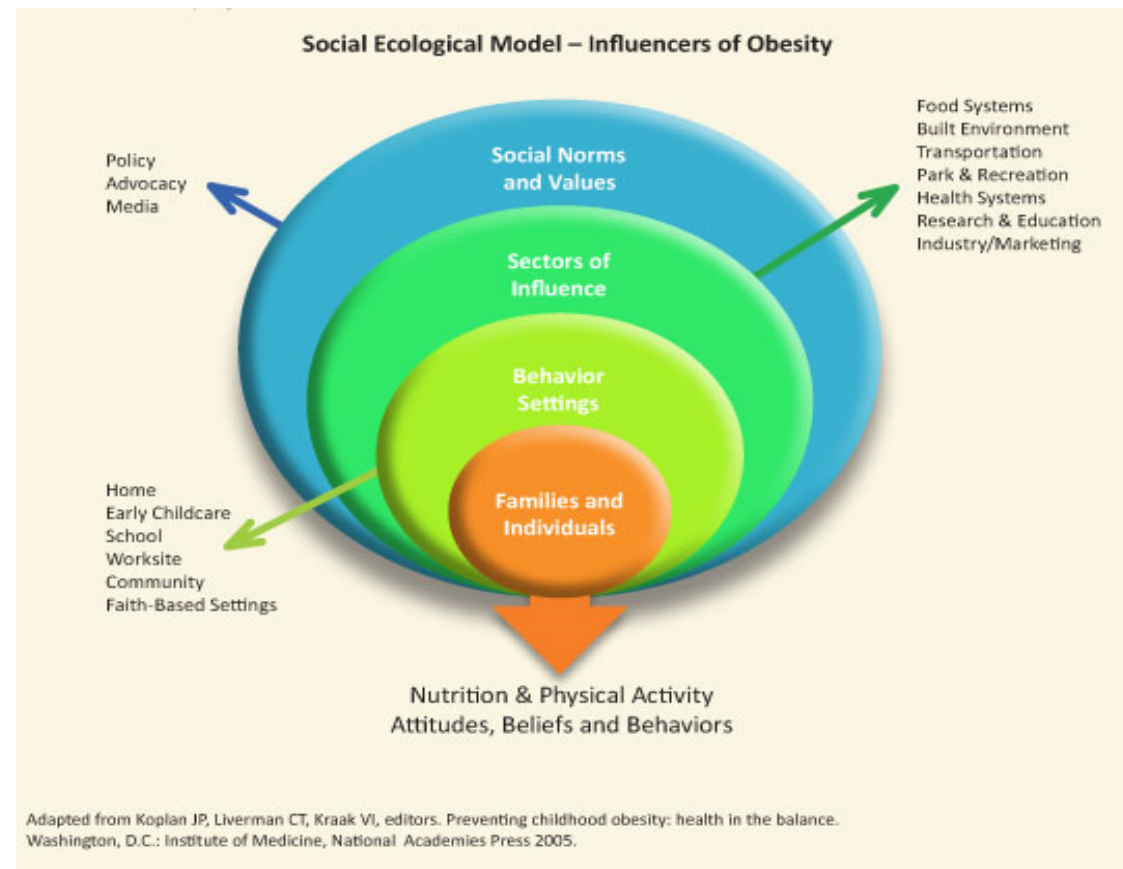 Social Ecological Model – Influencers of Obesity
Policy
Advocacy
Media
Social Norms
and Values
Food Systems
Built Environment
Transportation
Park & Recreation
Health Systems
Research & Education
Industry/Marketing
Sectors of
Influence
Behavior
Settings
Home
Early Childcare
School
Worksite
Community
Faith-Based Settings
Families and
Individuals
Nutrition & Physical Activity
Attitudes, Beliefs and Behaviors
Adapted from Koplan JP, Liverman CT, Kraak VI, editors. Preventing childhood obesity: health in the balance.
Washington, D.C.: Institute of Medicine, National Academies Press 2005.